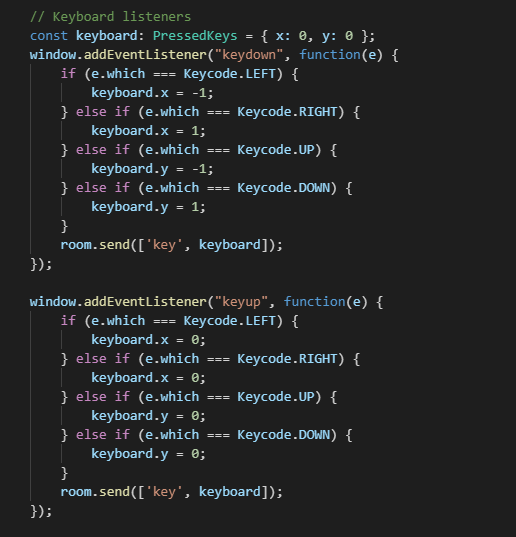 // Keyboard listeners
const keyboard: PressedKeys = { x: 0, y: 0 };
window.addEventListener("keydown", function(e) {
    if (e.which === Keycode.LEFT) {
        keyboard.x = -1;
    } else if (e.which === Keycode.RIGHT) {
        keyboard.x = 1;
    } else if (e.which === Keycode.UP) {
        keyboard.y = -1;
    } else if (e.which === Keycode.DOWN) {
        keyboard.y = 1;
    }
    room.send(['key', keyboard]);
});

window.addEventListener("keyup", function(e) {
    if (e.which === Keycode.LEFT) {
        keyboard.x = 0;
    } else if (e.which === Keycode.RIGHT) {
        keyboard.x = 0;
    } else if (e.which === Keycode.UP) {
        keyboard.y = 0;
    } else if (e.which === Keycode.DOWN) {
        keyboard.y = 0;
    }
    room.send(['key', keyboard]);
});